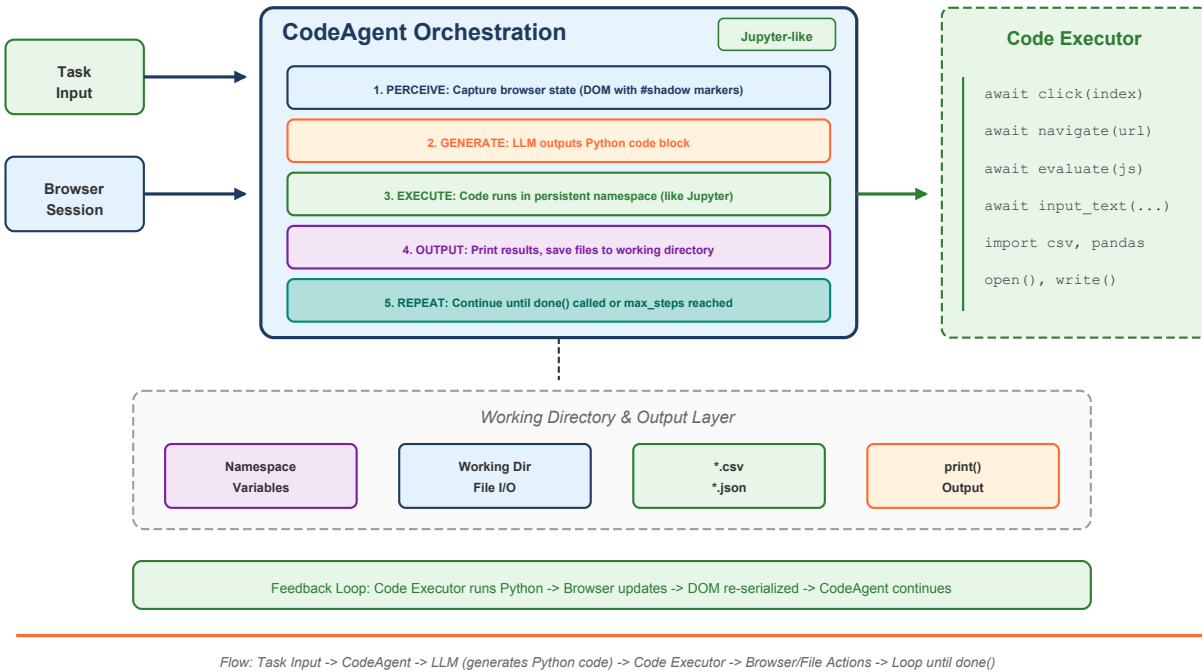 Task
Input
Browser
Session
CodeAgent Orchestration
Jupyter-like
1. PERCEIVE: Capture browser state (DOM with #shadow markers)
2. GENERATE: LLM outputs Python code block
3. EXECUTE: Code runs in persistent namespace (like Jupyter)
4. OUTPUT: Print results, save files to working directory
5. REPEAT: Continue until done() called or max_steps reached
Code Executor
await click(index)
await navigate(url)
await evaluate(js)
await input_text(...)
import csv, pandas
open(), write()
Working Directory & Output Layer
Namespace
Variables
Working Dir
File I/O
*.csv
*.json
print()
Output
Feedback Loop: Code Executor runs Python -> Browser updates -> DOM re-serialized -> CodeAgent continues
Flow: Task Input -> CodeAgent -> LLM (generates Python code) -> Code Executor -> Browser/File Actions -> Loop until done()